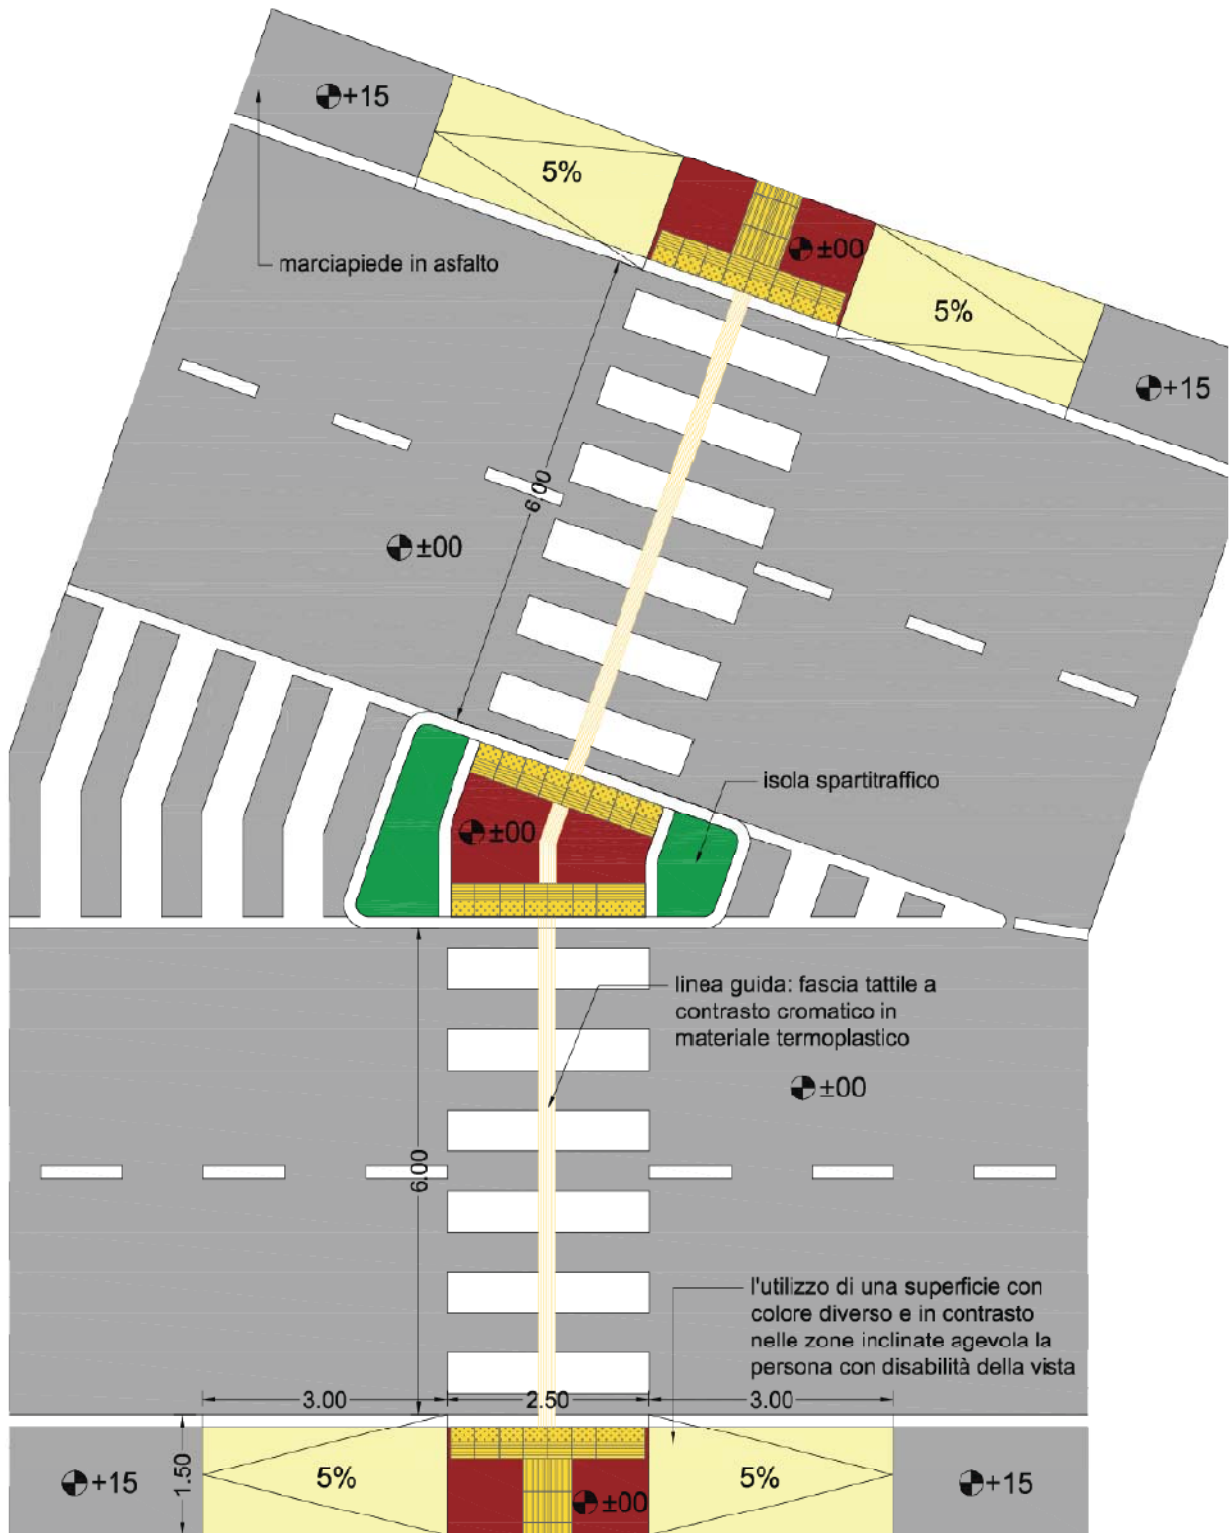 +15
5%
±00
marciapiede in asfalto
5%
+15
6.00
±00
isola spartitraffico
±00
linea guida: fascia tattile a
contrasto cromatico in
materiale termoplastico
±00
6.00
l'utilizzo di una superficie con
colore diverso e in contrasto
nelle zone inclinate agevola la
persona con disabilità della vista
3.00
2.50
3.00
1.50
+15
5%
±00
5%
+15